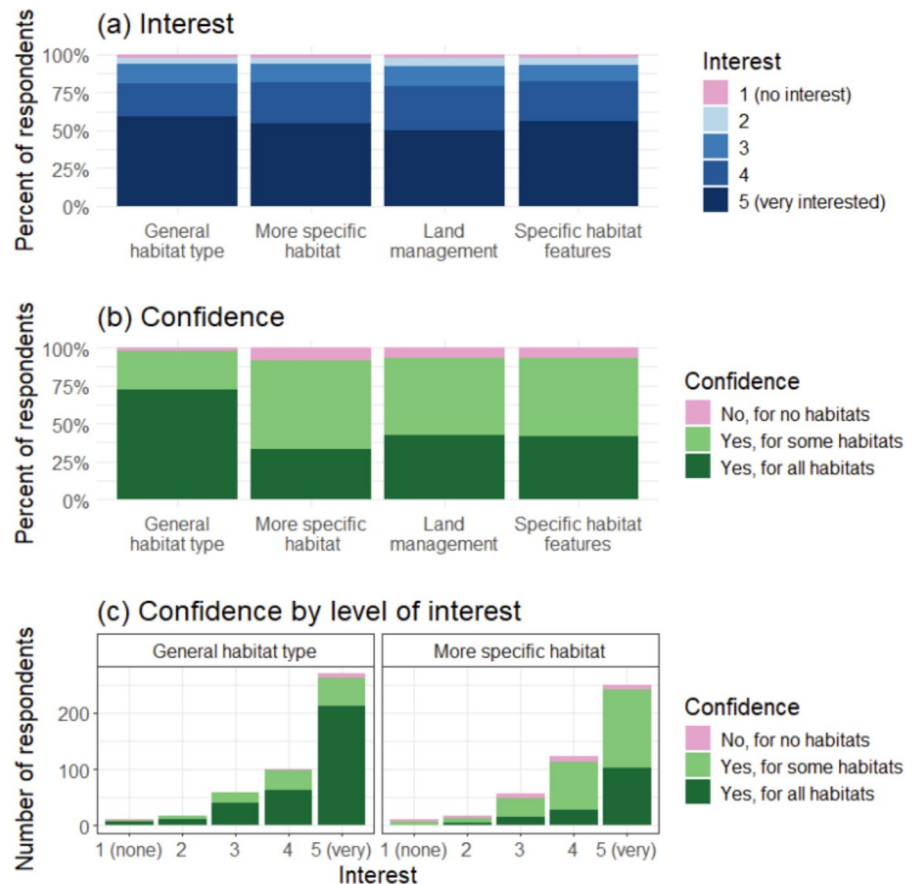 (a) Interest
Percent of respondents
100%
75%
50%
25%
0%
General
habitat type
More specific
habitat
Land
management
Specific habitat
features
Interest
1 (no interest)
2
3
4
5 (very interested)
(b) Confidence
Percent of respondents
100%
75%
50%
25%
0%
General
habitat type
More specific
habitat
Land
management
Specific habitat
features
Confidence
No, for no habitats
Yes, for some habitats
Yes, for all habitats
(c) Confidence by level of interest
General habitat type
More specific habitat
Number of respondents
200
100
0
1 (none)
2
3
4
5 (very)
1 (none)
2
3
4
5 (very)
Interest
Confidence
No, for no habitats
Yes, for some habitats
Yes, for all habitats